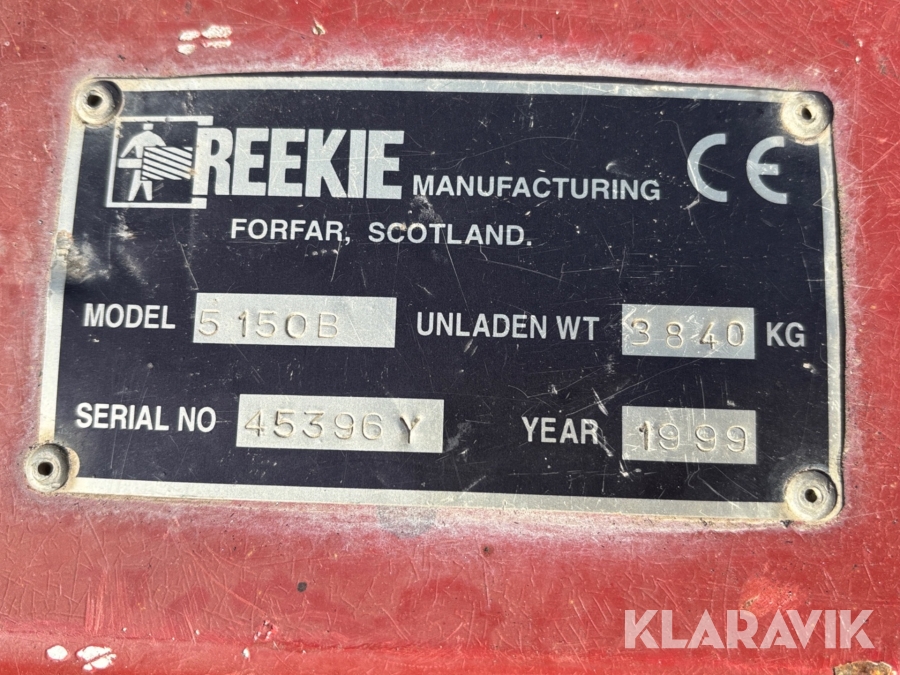 REEKIE MANUFACTURING CE
FORFAR, SCOTLAND.
MODEL 5150B UNLADEN WT 3840 KG
SERIAL NO 45396Y YEAR 1999
KLARAVIK